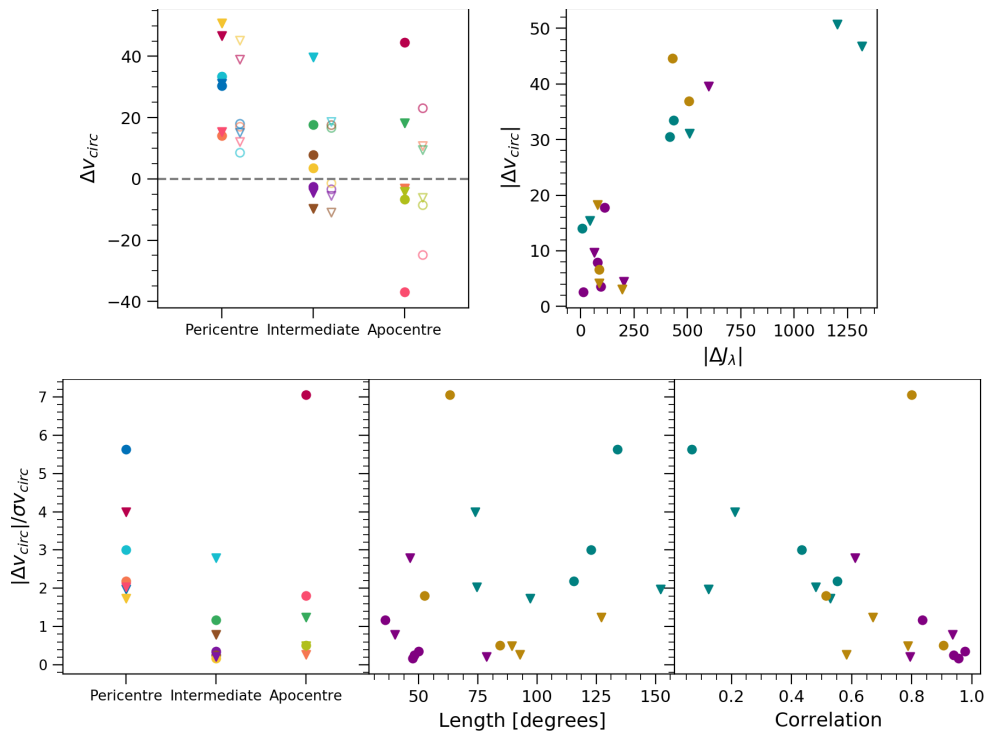 Δv_circ
40
20
0
−20
−40
Pericentre Intermediate Apocentre
|Δv_circ|
50
40
30
20
10
0
0 250 500 750 1000 1250
|ΔJ_λ|
|Δv_circ|/σv_circ
7
6
5
4
3
2
1
0
Pericentre Intermediate Apocentre
50 75 100 125 150
Length [degrees]
0.2 0.4 0.6 0.8 1.0
Correlation